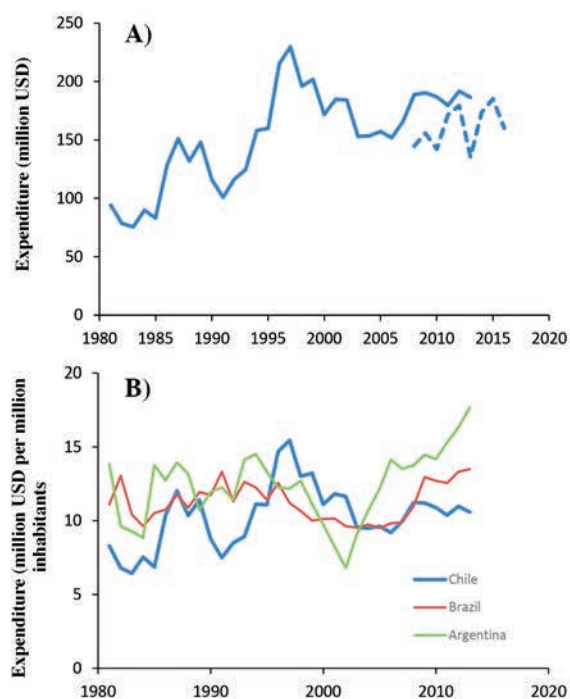 A)
Expenditure (million USD)
250
200
150
100
50
0
1980 1985 1990 1995 2000 2005 2010 2015 2020
B)
Expenditure (million USD per million
inhabitants
20
15
10
5
0
Chile
Brazil
Argentina
1980 1990 2000 2010 2020